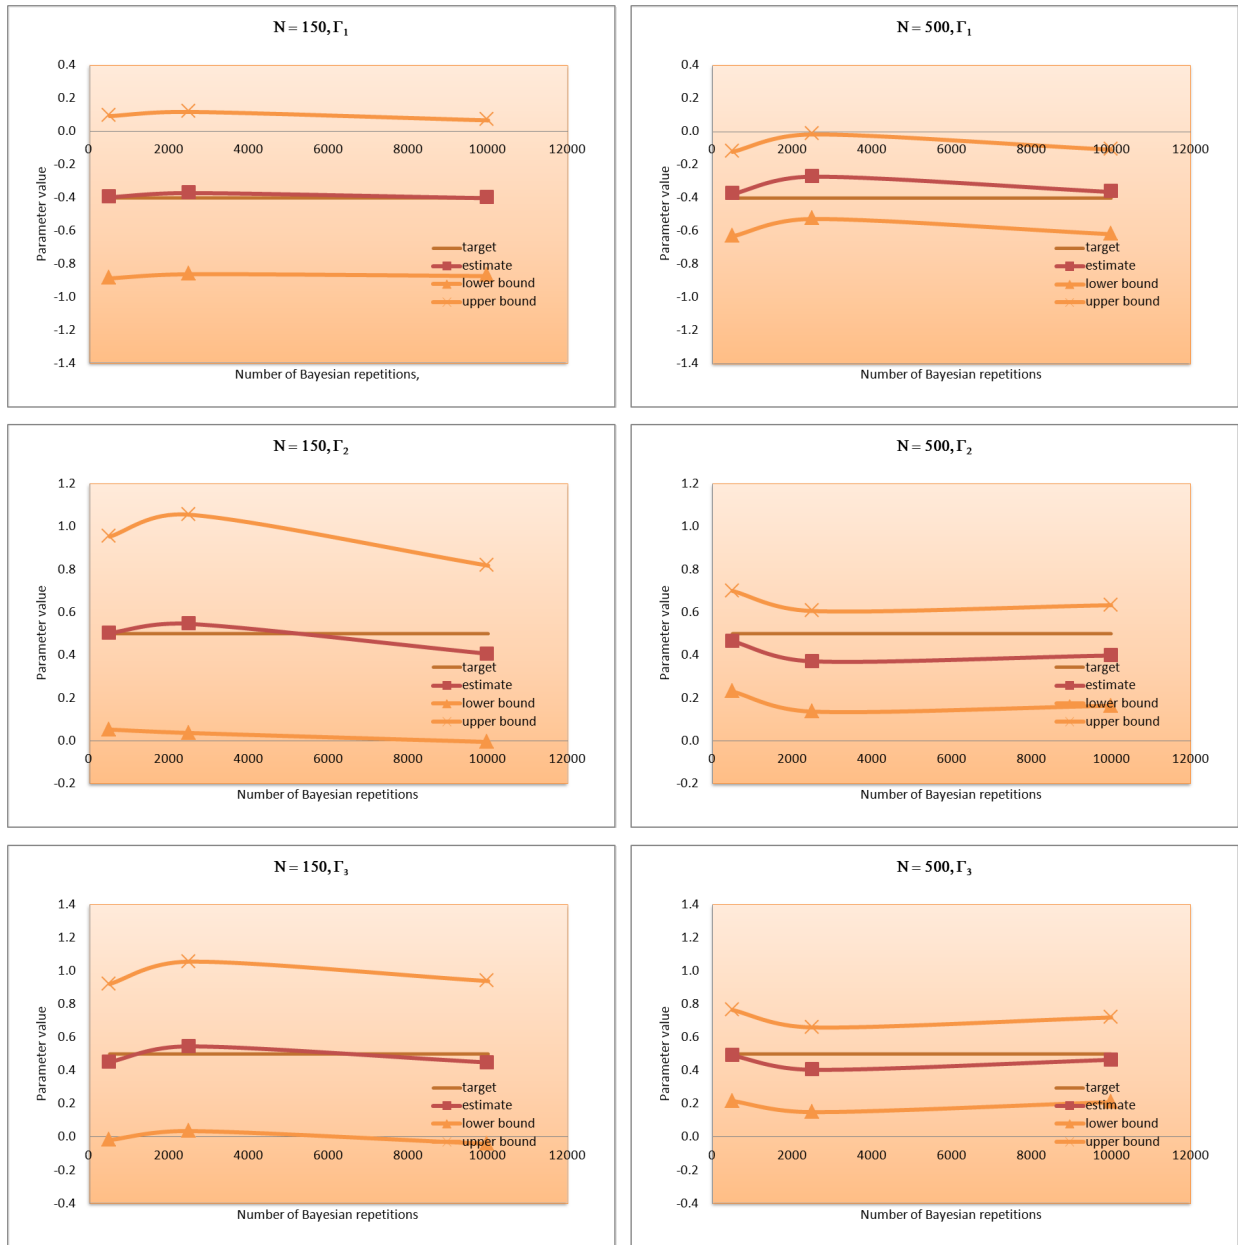 N = 150, Γ₁
0.4
0.2
0.0
-0.2
-0.4
-0.6
-0.8
-1.0
-1.2
-1.4
Parameter value
0 2000 4000 6000 8000 10000 12000
target
estimate
lower bound
upper bound
Number of Bayesian repetitions,
N = 500, Γ₁
0.4
0.2
0.0
-0.2
-0.4
-0.6
-0.8
-1.0
-1.2
-1.4
Parameter value
0 2000 4000 6000 8000 10000 12000
target
estimate
lower bound
upper bound
Number of Bayesian repetitions
N = 150, Γ₂
1.2
1.0
0.8
0.6
0.4
0.2
0.0
-0.2
Parameter value
0 2000 4000 6000 8000 10000 12000
target
estimate
lower bound
upper bound
Number of Bayesian repetitions
N = 500, Γ₂
1.2
1.0
0.8
0.6
0.4
0.2
0.0
-0.2
Parameter value
0 2000 4000 6000 8000 10000 12000
target
estimate
lower bound
upper bound
Number of Bayesian repetitions
N = 150, Γ₃
1.4
1.2
1.0
0.8
0.6
0.4
0.2
0.0
-0.2
-0.4
Parameter value
0 2000 4000 6000 8000 10000 12000
target
estimate
lower bound
upper bound
Number of Bayesian repetitions
N = 500, Γ₃
1.4
1.2
1.0
0.8
0.6
0.4
0.2
0.0
-0.2
-0.4
Parameter value
0 2000 4000 6000 8000 10000 12000
target
estimate
lower bound
upper bound
Number of Bayesian repetitions